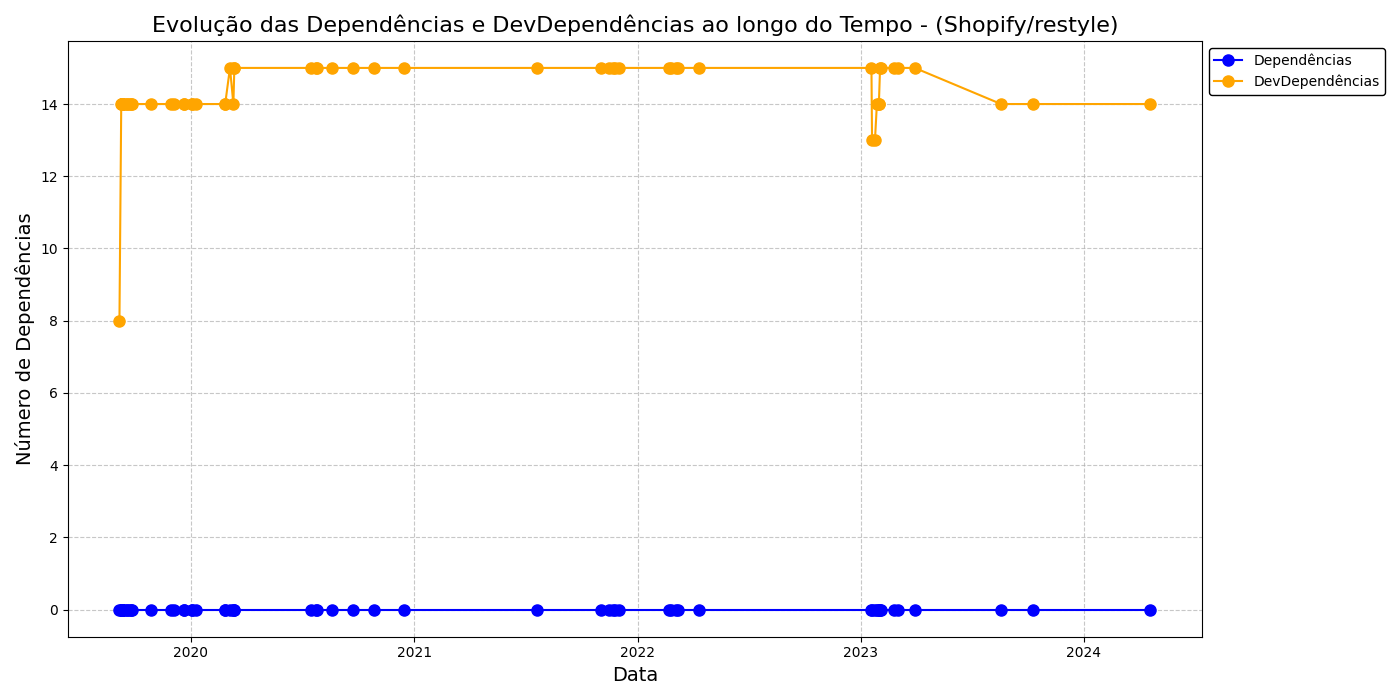 Evolução das Dependências e DevDependências ao longo do Tempo - (Shopify/restyle)
Dependências
DevDependências
Número de Dependências
14
12
10
8
6
4
2
0
2020
2021
2022
2023
2024
Data